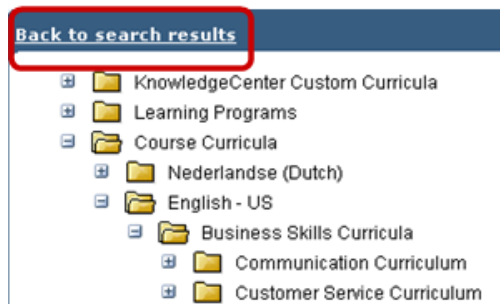 Back to search results
KnowledgeCenter Custom Curricula
Learning Programs
Course Curricula
Nederlandse (Dutch)
English - US
Business Skills Curricula
Communication Curriculum
Customer Service Curriculum